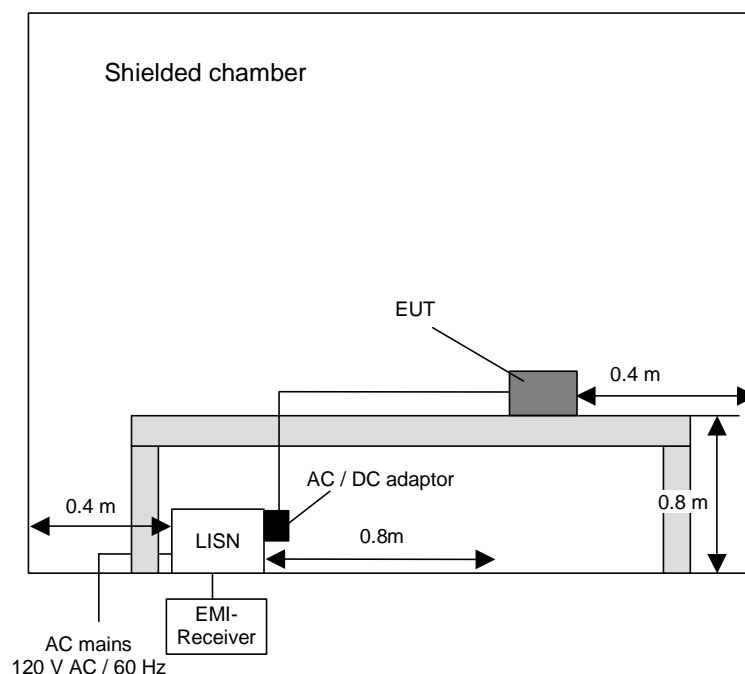 Shielded chamber
EUT
0.4 m
AC / DC adaptor
0.4 m
0.8 m
LISN
0.8m
EMI-
Receiver
AC mains
120 V AC / 60 Hz